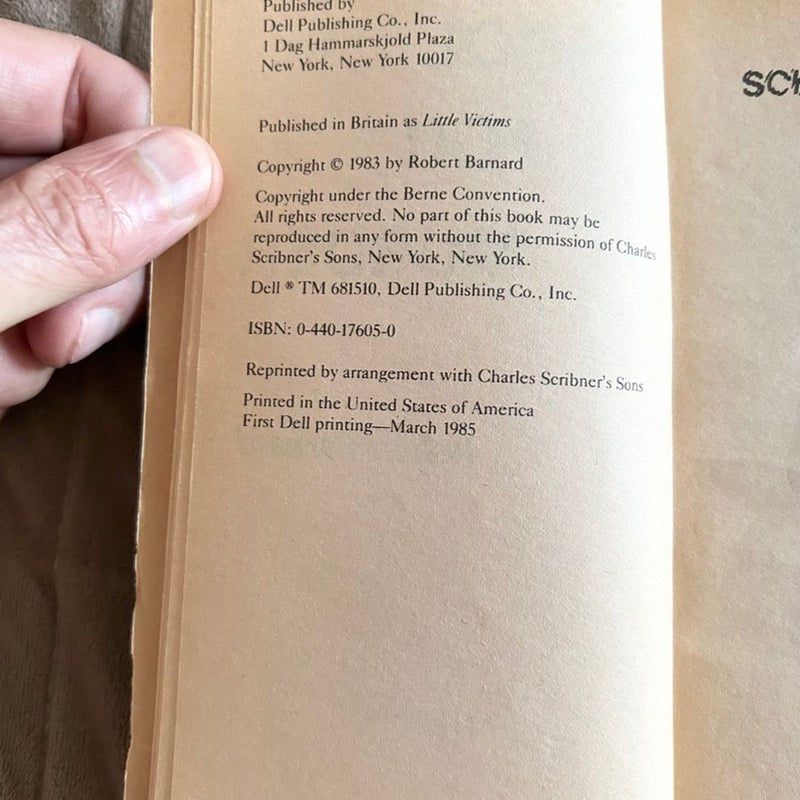 Published by
Dell Publishing Co., Inc.
1 Dag Hammarskjold Plaza
New York, New York 10017
Published in Britain as Little Victims
Copyright © 1983 by Robert Barnard
Copyright under the Berne Convention.
All rights reserved. No part of this book may be
reproduced in any form without the permission of Charles
Scribner's Sons, New York, New York.
Dell ® TM 681510, Dell Publishing Co., Inc.
ISBN: 0-440-17605-0
Reprinted by arrangement with Charles Scribner's Sons
Printed in the United States of America
First Dell printing—March 1985